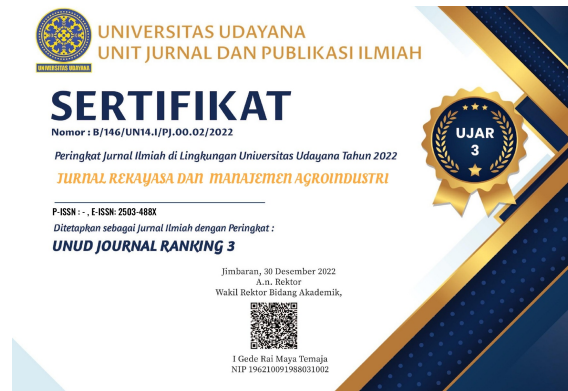 UNIVERSITAS UDAYANA
UNIT JURNAL DAN PUBLIKASI ILMIAH
UNIVERSITAS UDAYANA
SERTIFIKAT
Nomor : B/146/UN14.I/PJ.00.02/2022
Peringkat Jurnal Ilmiah di Lingkungan Universitas Udayana Tahun 2022
JURNAL REKAYASA DAN MANAJEMEN AGROINDUSTRI
P-ISSN : - , E-ISSN: 2503-488X
Ditetapkan sebagai Jurnal Ilmiah dengan Peringkat :
UNUD JOURNAL RANKING 3
UJAR
3
Jimbaran, 30 Desember 2022
A.n. Rektor
Wakil Rektor Bidang Akademik,
I Gede Rai Maya Temaja
NIP 196210091988031002